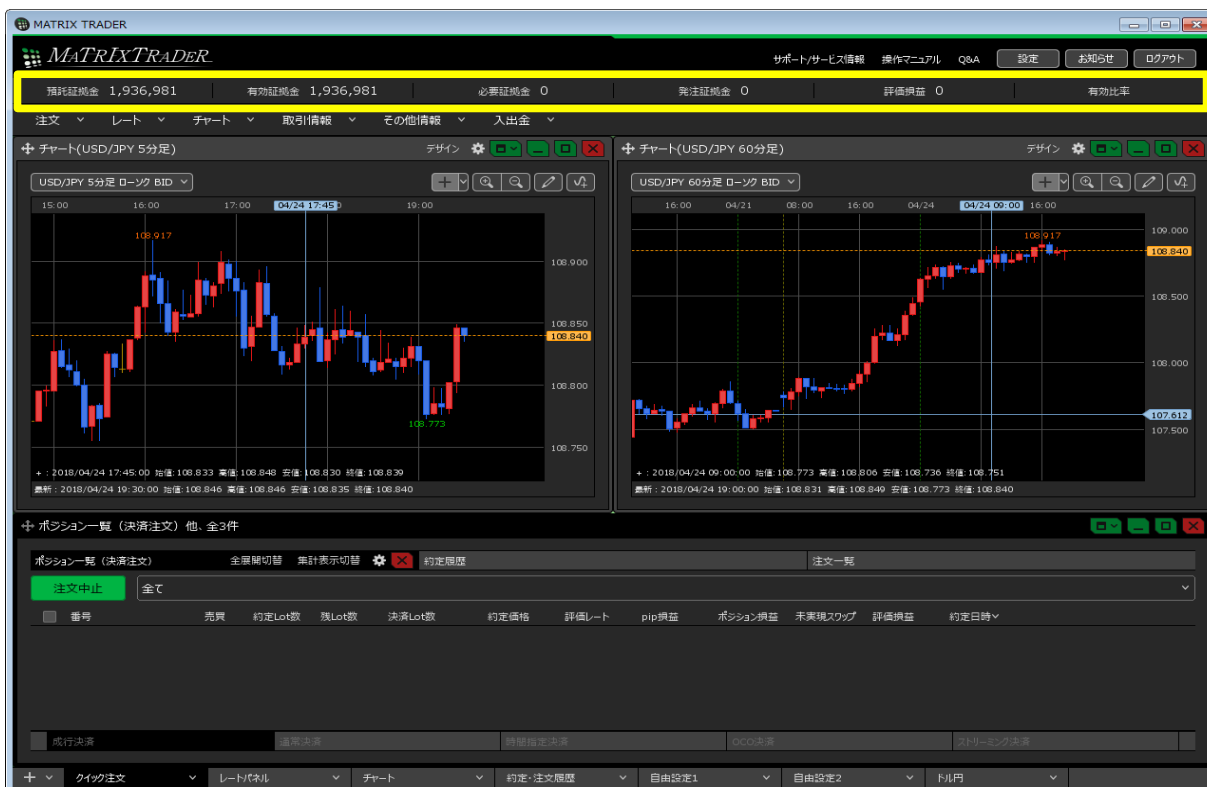 MATRIX TRADER
MATRIXTRADER
サポート/サービス情報 操作マニュアル Q&A 設定 お知らせ ログアウト
預託証拠金 1,936,981 有効証拠金 1,936,981 必要証拠金 0 発注証拠金 0 評価損益 0 有効比率
注文 レート チャート 取引情報 その他情報 入出金
チャート(USD/JPY 5分足) デザイン
USD/JPY 5分足 ローソク BID
15:00 16:00 17:00 04/24 17:45 19:00
108.917
108.900
108.850
108.840
108.800
108.773
108.750
+ : 2018/04/24 17:45:00 始値:108.833 高値:108.848 安値:108.830 終値:108.839
最新 : 2018/04/24 19:30:00 始値:108.846 高値:108.846 安値:108.835 終値:108.840
チャート(USD/JPY 60分足) デザイン
USD/JPY 60分足 ローソク BID
16:00 04/21 08:00 16:00 04/24 04/24 09:00 16:00
108.917
109.000
108.840
108.500
108.000
107.612
107.500
+ : 2018/04/24 09:00:00 始値:108.773 高値:108.806 安値:108.736 終値:108.751
最新 : 2018/04/24 19:00:00 始値:108.831 高値:108.849 安値:108.773 終値:108.840
ポジション一覧（決済注文）他、全3件
ポジション一覧（決済注文） 全展開切替 集計表示切替 約定履歴 注文一覧
注文中止 全て
番号 売買 約定Lot数 残Lot数 決済Lot数 約定価格 評価レート pip損益 ポジション損益 未実現スワップ 評価損益 約定日時
成行決済 通常決済 時間指定決済 OCO決済 ストリーミング決済
クイック注文 レートパネル チャート 約定・注文履歴 自由設定1 自由設定2 ドル円